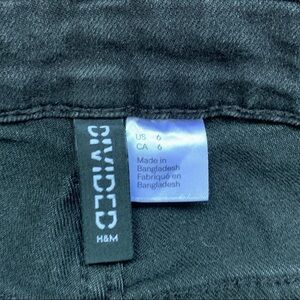 DIVIDED
H&M
US 6
CA 6
Made in
Bangladesh
Fabriqué en
Bangladesh